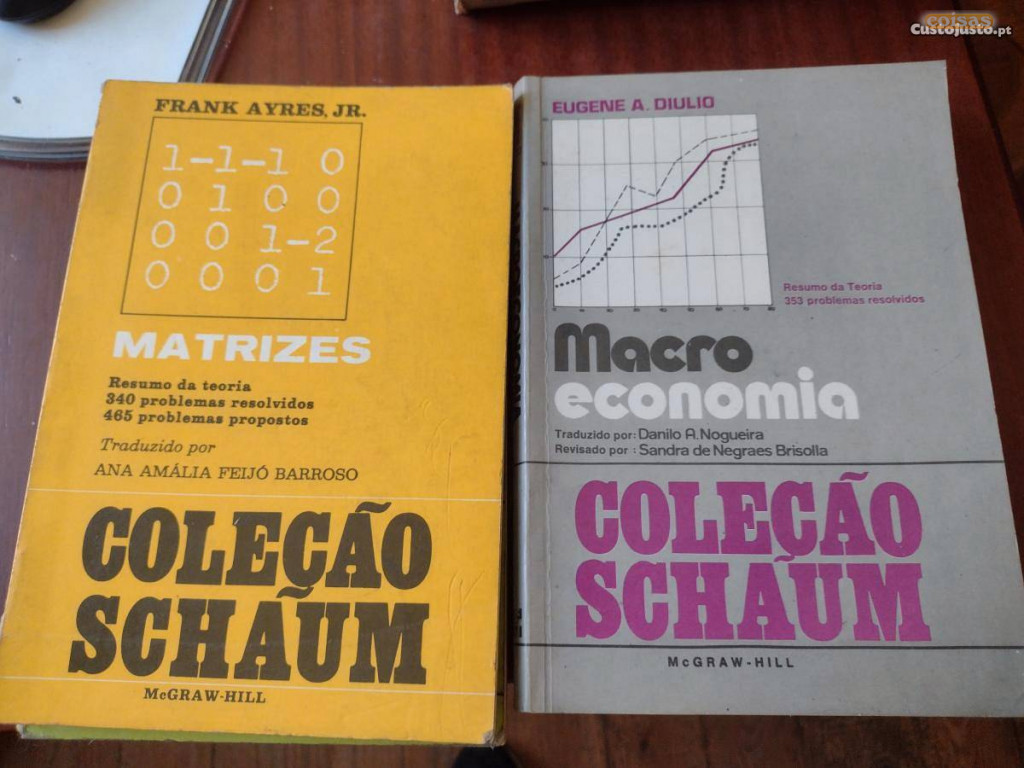 coisas
CustoJusto.pt
FRANK AYRES, JR.
1-1-1 0
0 1 0 0
0 0 1-2
0 0 0 1
MATRIZES
Resumo da teoria
340 problemas resolvidos
465 problemas propostos
Traduzido por
ANA AMÁLIA FEIJÓ BARROSO
COLEÇÃO
SCHAUM
McGRAW-HILL
EUGENE A. DIULIO
Resumo da Teoria
353 problemas resolvidos
Macro
economia
Traduzido por: Danilo A. Nogueira
Revisado por : Sandra de Negraes Brisolla
COLEÇÃO
SCHAUM
McGRAW-HILL